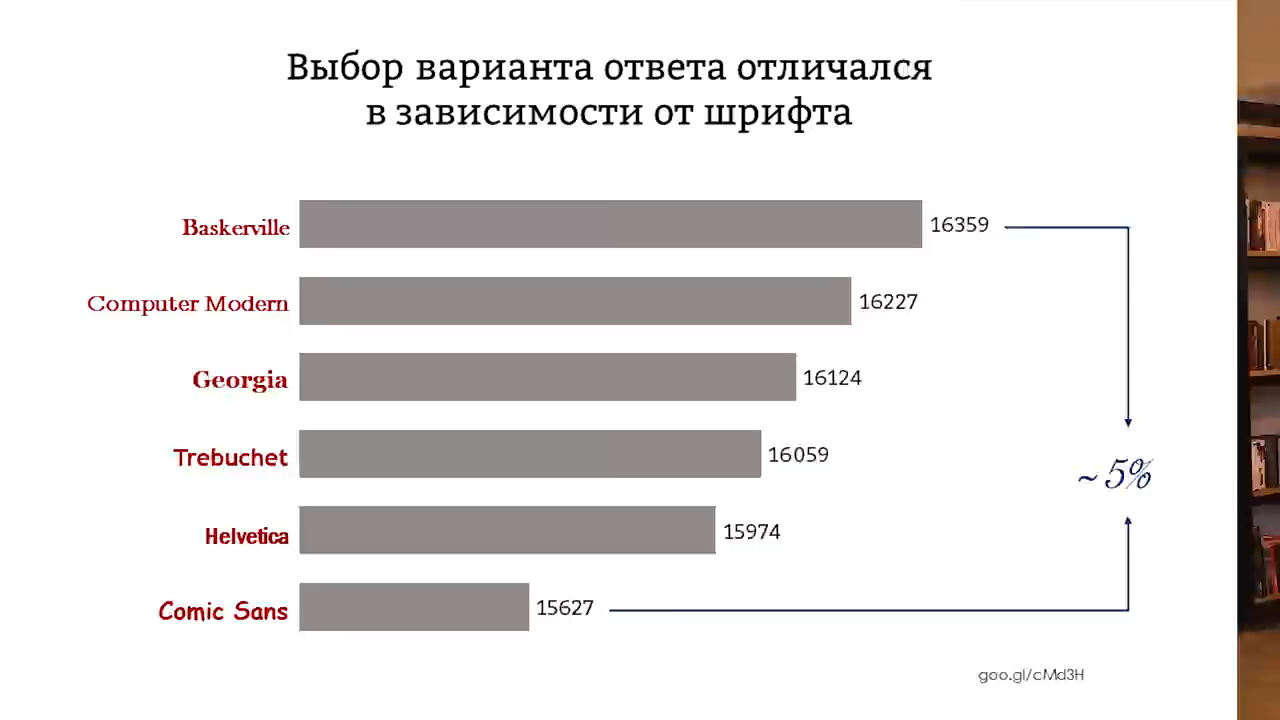 Выбор варианта ответа отличался
в зависимости от шрифта
Baskerville 16359
Computer Modern 16227
Georgia 16124
Trebuchet 16059
~ 5%
Helvetica 15974
Comic Sans 15627
goo.gl/cMd3H